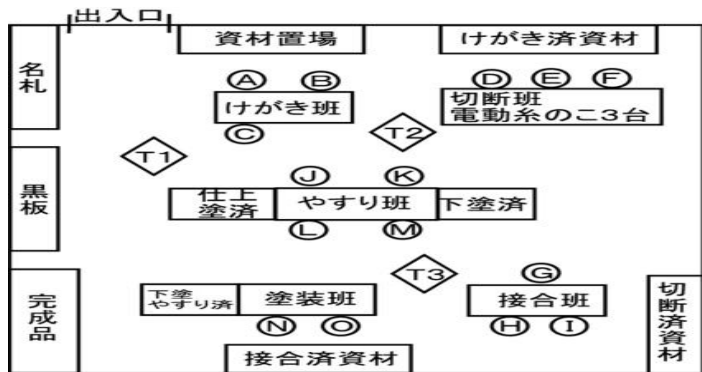 出入口
資材置場
けがき済資材
名札
A
B
D
E
F
けがき班
切断班
電動糸のこ3台
C
T1
T2
黒板
J
K
仕上
塗済
やすり班
下塗済
L
M
T3
G
完成品
下塗
やすり済
塗装班
接合班
切断済資材
N
O
H
I
接合済資材